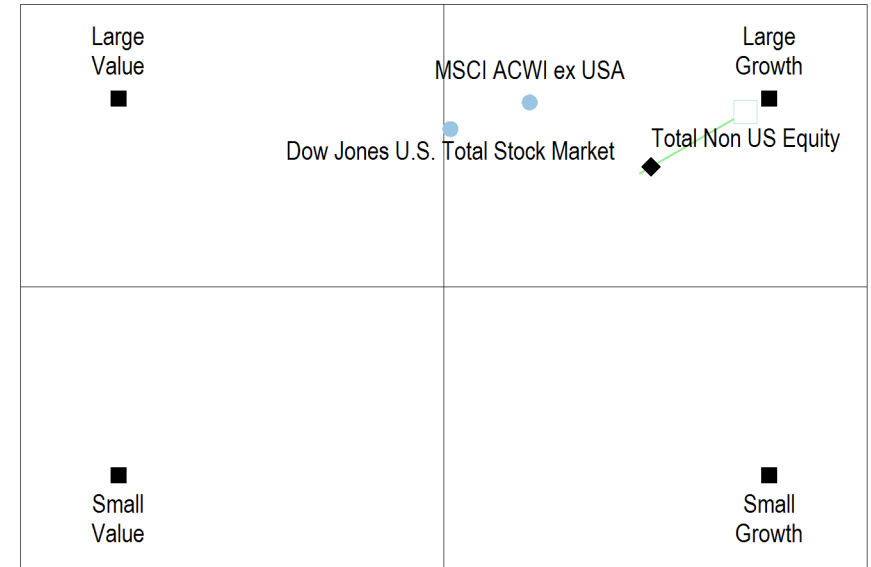 Large
Value
Large
Growth
MSCI ACWI ex USA
Total Non US Equity
Dow Jones U.S. Total Stock Market
Small
Value
Small
Growth